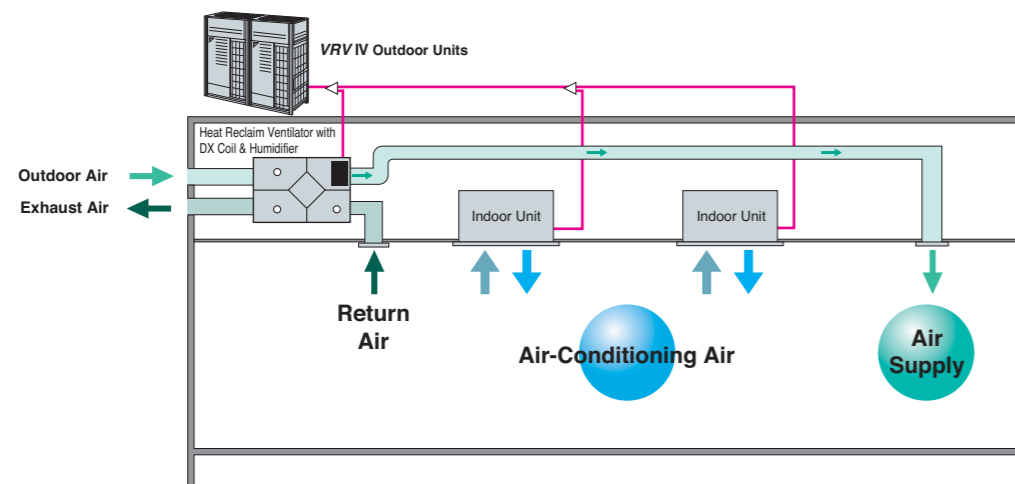 VRV IV Outdoor Units
Heat Reclaim Ventilator with
DX Coil & Humidifier
Outdoor Air
Exhaust Air
Indoor Unit
Indoor Unit
Return
Air
Air-Conditioning Air
Air
Supply